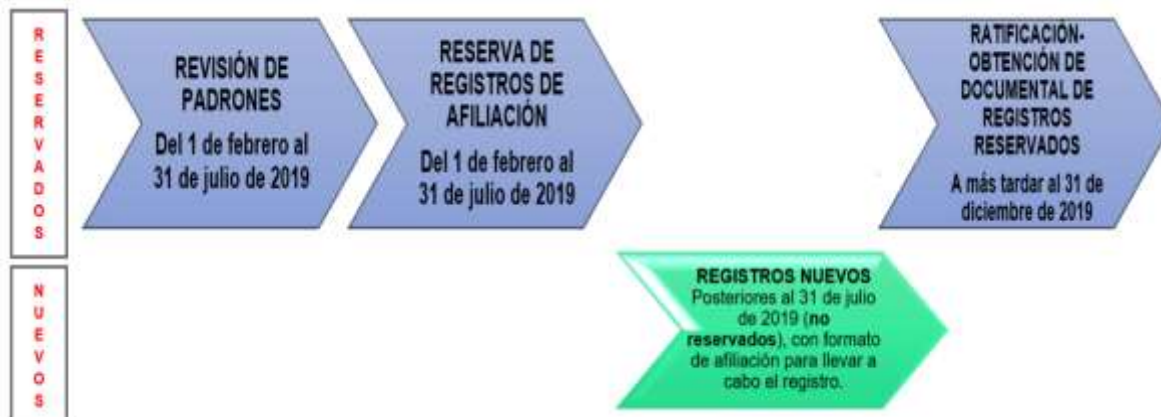 RESERVADOS
REVISIÓN DE
PADRONES
Del 1 de febrero al
31 de julio de 2019
RESERVA DE
REGISTROS DE
AFILIACIÓN
Del 1 de febrero al
31 de julio de 2019
RATIFICACIÓN-
OBTENCIÓN DE
DOCUMENTAL DE
REGISTROS
RESERVADOS
A más tardar al 31 de
diciembre de 2019
NUEVOS
REGISTROS NUEVOS
Posteriores al 31 de julio
de 2019 (no
reservados), con formato
de afiliación para llevar a
cabo el registro.